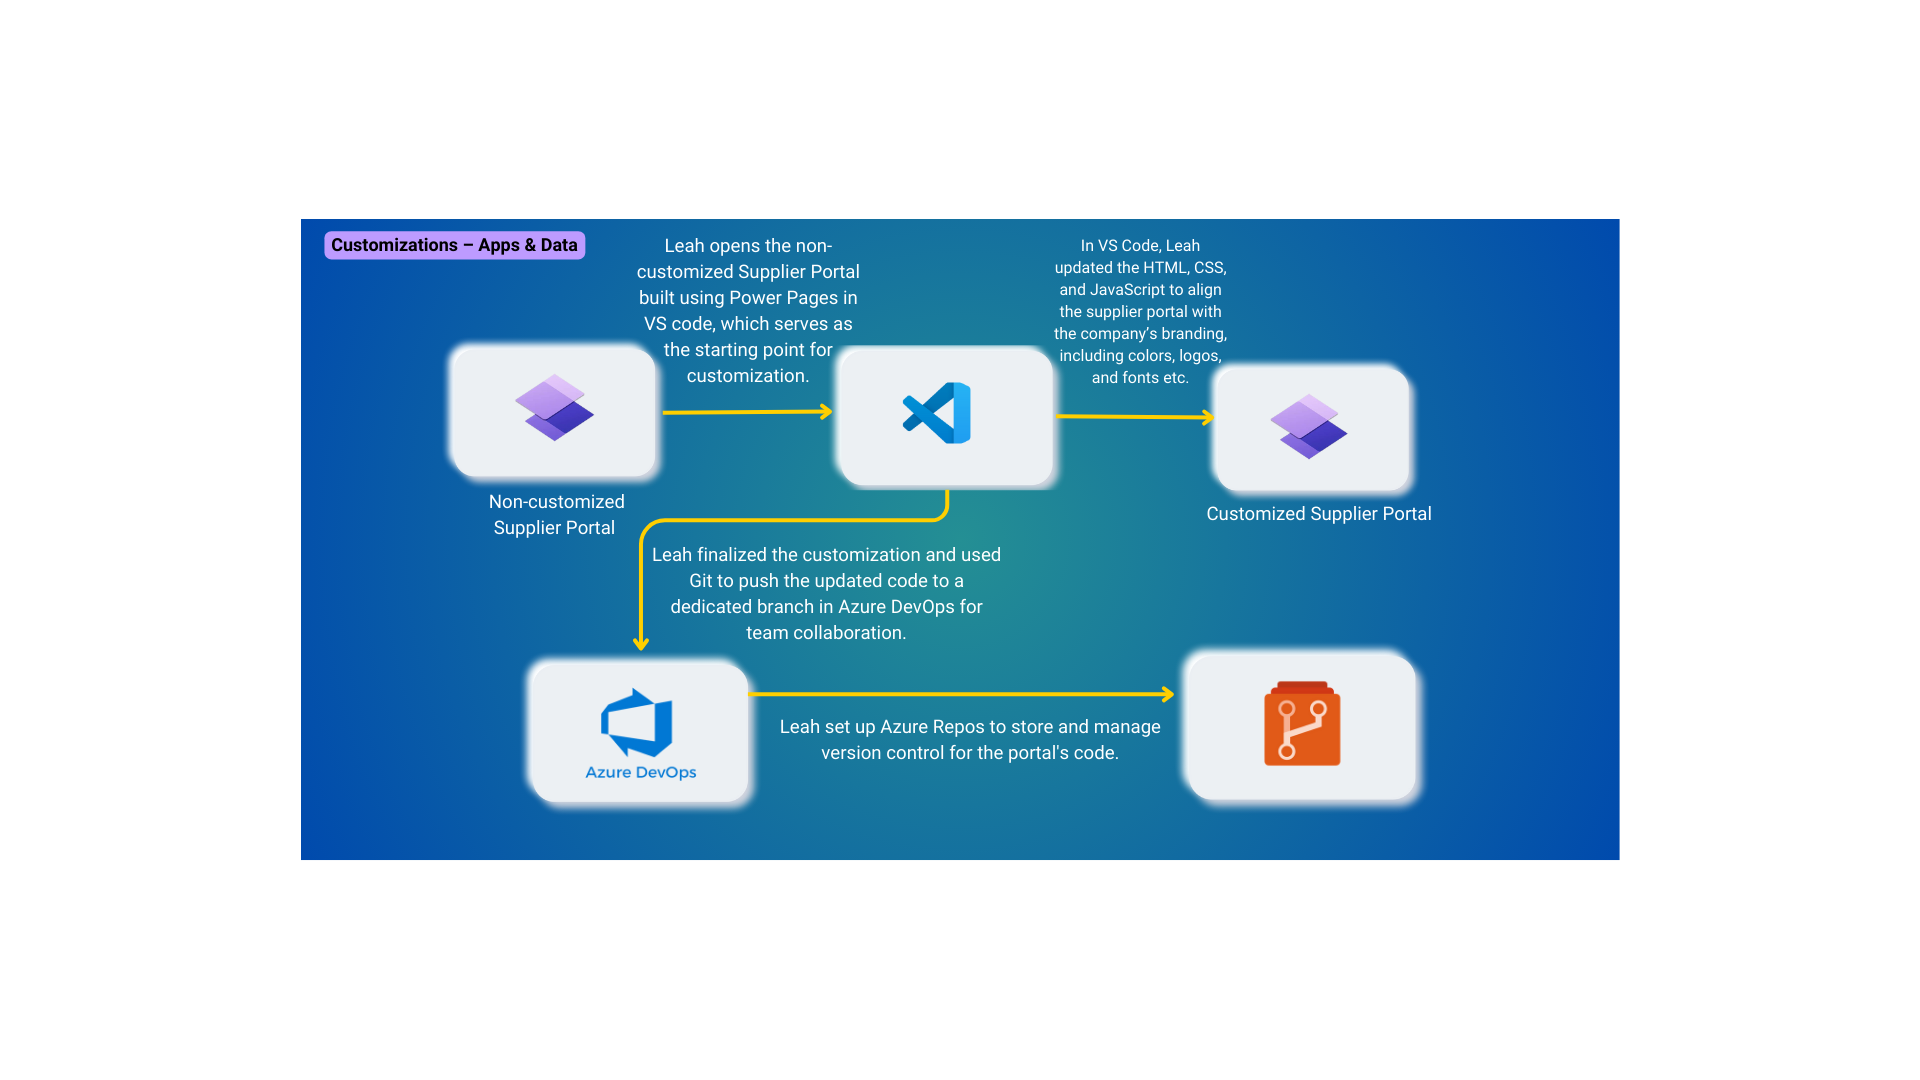 Customizations – Apps & Data
Leah opens the non-
customized Supplier Portal
built using Power Pages in
VS code, which serves as
the starting point for
customization.
In VS Code, Leah
updated the HTML, CSS,
and JavaScript to align
the supplier portal with
the company’s branding,
including colors, logos,
and fonts etc.
Non-customized
Supplier Portal
Customized Supplier Portal
Leah finalized the customization and used
Git to push the updated code to a
dedicated branch in Azure DevOps for
team collaboration.
Azure DevOps
Leah set up Azure Repos to store and manage
version control for the portal's code.